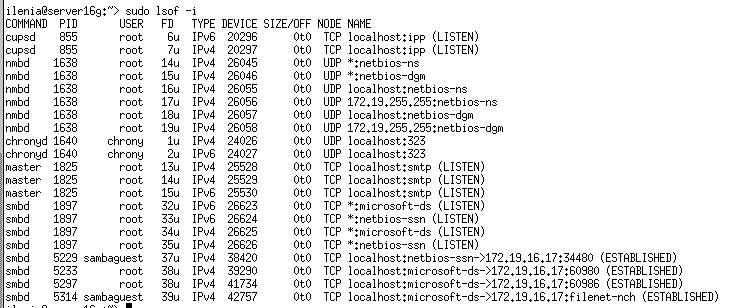 ilenia@server16g:~> sudo lsof -i
COMMAND  PID      USER   FD   TYPE DEVICE SIZE/OFF NODE NAME
cupsd    855      root    6u  IPv6  20296      0t0  TCP localhost:ipp (LISTEN)
cupsd    855      root    7u  IPv4  20297      0t0  TCP localhost:ipp (LISTEN)
nmbd    1638      root   14u  IPv4  26045      0t0  UDP *:netbios-ns
nmbd    1638      root   15u  IPv4  26046      0t0  UDP *:netbios-dgm
nmbd    1638      root   16u  IPv4  26055      0t0  UDP localhost:netbios-ns
nmbd    1638      root   17u  IPv4  26056      0t0  UDP 172.19.255.255:netbios-ns
nmbd    1638      root   18u  IPv4  26057      0t0  UDP localhost:netbios-dgm
nmbd    1638      root   19u  IPv4  26058      0t0  UDP 172.19.255.255:netbios-dgm
chronyd 1640    chrony    1u  IPv4  24026      0t0  UDP localhost:323
chronyd 1640    chrony    2u  IPv6  24027      0t0  UDP localhost:323
master  1825      root   13u  IPv4  25528      0t0  TCP localhost:smtp (LISTEN)
master  1825      root   14u  IPv4  25529      0t0  TCP localhost:smtp (LISTEN)
master  1825      root   15u  IPv6  25530      0t0  TCP localhost:smtp (LISTEN)
smbd    1897      root   32u  IPv6  26623      0t0  TCP *:microsoft-ds (LISTEN)
smbd    1897      root   33u  IPv6  26624      0t0  TCP *:netbios-ssn (LISTEN)
smbd    1897      root   34u  IPv4  26625      0t0  TCP *:microsoft-ds (LISTEN)
smbd    1897      root   35u  IPv4  26626      0t0  TCP *:netbios-ssn (LISTEN)
smbd    5229 sambaguest   37u  IPv4  38420      0t0  TCP localhost:netbios-ssn->172.19.16.17:34480 (ESTABLISHED)
smbd    5233      root   38u  IPv4  39290      0t0  TCP localhost:microsoft-ds->172.19.16.17:60980 (ESTABLISHED)
smbd    5297      root   38u  IPv4  41734      0t0  TCP localhost:microsoft-ds->172.19.16.17:60986 (ESTABLISHED)
smbd    5314 sambaguest   39u  IPv4  42757      0t0  TCP localhost:microsoft-ds->172.19.16.17:filenet-nch (ESTABLISHED)